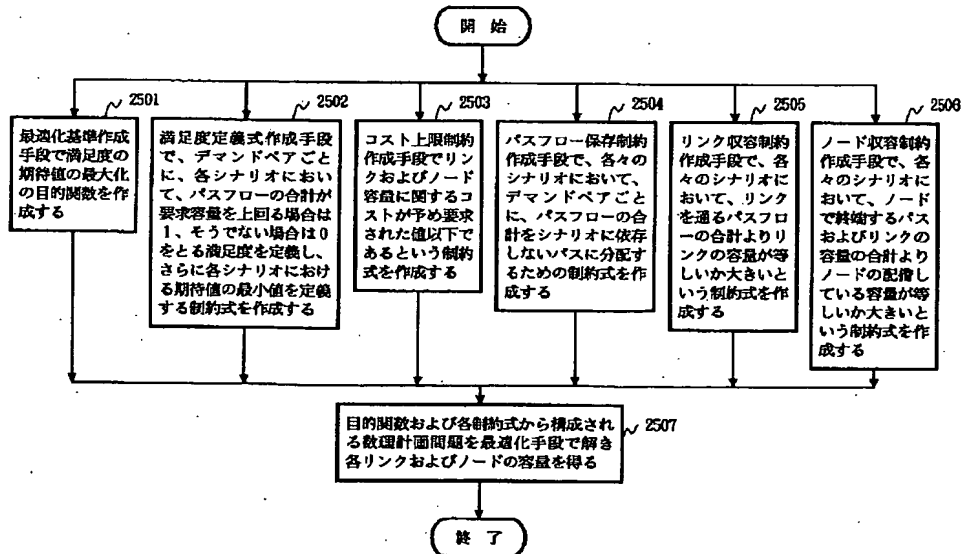 開始
2501
最適化基準作成
手段で満足度の
期待値の最大化
の目的関数を作
成する
2502
満足度定義式作成手段
で、デマンドペアごと
に、各シナリオにおい
て、パスフローの合計が
要求容量を上回る場合は
1、そうでない場合は0
をとる満足度を定義し、
さらに各シナリオにおけ
る期待値の最小値を定義
する制約式を作成する
2503
コスト上限制約
作成手段でリン
クおよびノード
容量に関するコ
ストが予め要求
された値以下で
あるという制約
式を作成する
2504
パスフロー保存制約
作成手段で、各々の
シナリオにおいて、
デマンドペアごと
に、パスフローの合
計をシナリオに依存
しないパスに分配す
るための制約式を作
成する
2505
リンク収容制約
作成手段で、各
々のシナリオに
おいて、リンク
を通るパスフロ
ーの合計よりリ
ンクの容量が等
しいか大きいと
いう制約式を作
成する
2506
ノード収容制約
作成手段で、各
々のシナリオに
おいて、ノード
で終端するパス
およびリンクの
容量の合計より
ノードの配備し
ている容量が等
しいか大きいと
いう制約式を作
成する
目的関数および各制約式から構成され
る数理計画問題を最適化手段で解き
各リンクおよびノードの容量を得る
2507
終了